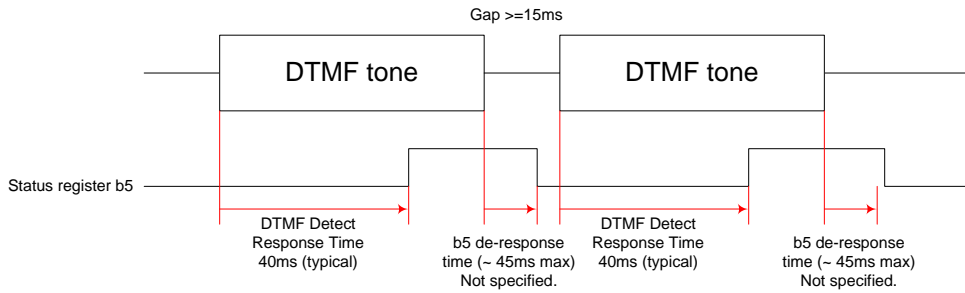 Gap >=15ms
DTMF tone
DTMF tone
Status register b5
DTMF Detect
Response Time
40ms (typical)
b5 de-response
time (~ 45ms max)
Not specified.
DTMF Detect
Response Time
40ms (typical)
b5 de-response
time (~ 45ms max)
Not specified.